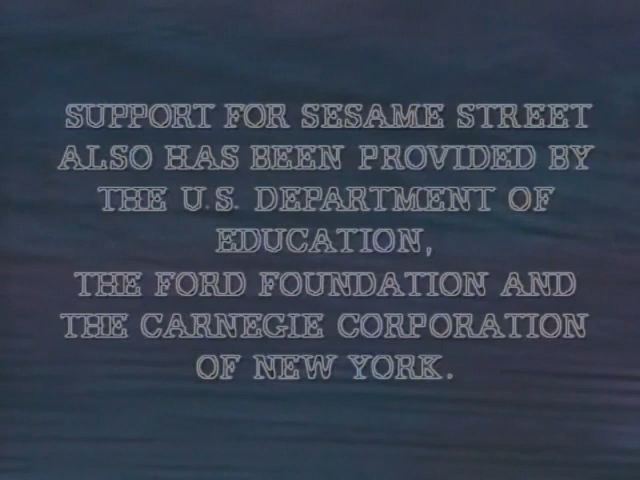 SUPPORT FOR SESAME STREET
ALSO HAS BEEN PROVIDED BY
THE U.S. DEPARTMENT OF
EDUCATION,
THE FORD FOUNDATION AND
THE CARNEGIE CORPORATION
OF NEW YORK.